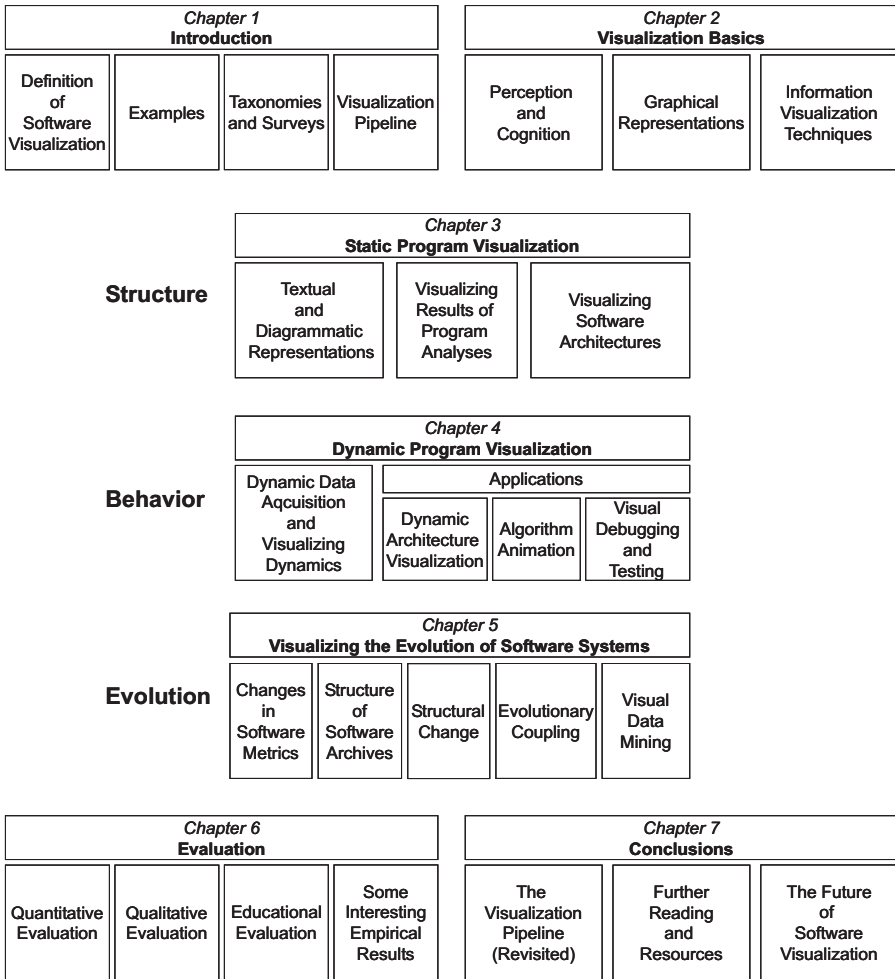 Chapter 1
Introduction
Definition
of
Software
Visualization
Examples
Taxonomies
and Surveys
Visualization
Pipeline
Chapter 2
Visualization Basics
Perception
and
Cognition
Graphical
Representations
Information
Visualization
Techniques
Structure
Chapter 3
Static Program Visualization
Textual
and
Diagrammatic
Representations
Visualizing
Results of
Program
Analyses
Visualizing
Software
Architectures
Behavior
Chapter 4
Dynamic Program Visualization
Dynamic Data
Aqcuisition
and
Visualizing
Dynamics
Applications
Dynamic
Architecture
Visualization
Algorithm
Animation
Visual
Debugging
and
Testing
Evolution
Chapter 5
Visualizing the Evolution of Software Systems
Changes
in
Software
Metrics
Structure
of
Software
Archives
Structural
Change
Evolutionary
Coupling
Visual
Data
Mining
Chapter 6
Evaluation
Quantitative
Evaluation
Qualitative
Evaluation
Educational
Evaluation
Some
Interesting
Empirical
Results
Chapter 7
Conclusions
The
Visualization
Pipeline
(Revisited)
Further
Reading
and
Resources
The Future
of
Software
Visualization